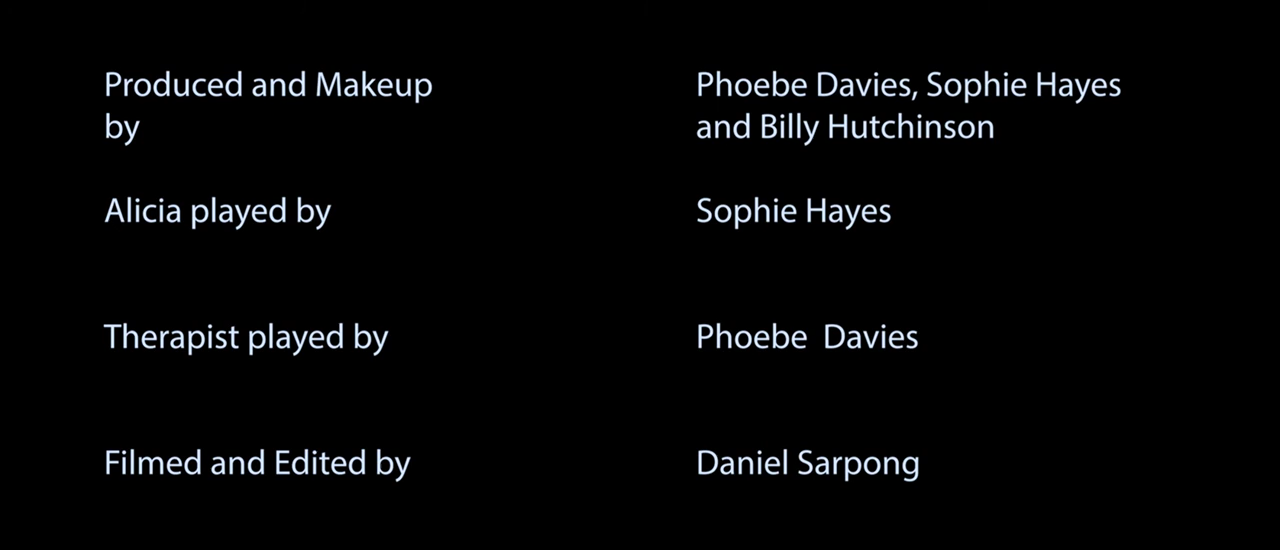 Produced and Makeup
by
Phoebe Davies, Sophie Hayes
and Billy Hutchinson
Alicia played by
Sophie Hayes
Therapist played by
Phoebe  Davies
Filmed and Edited by
Daniel Sarpong